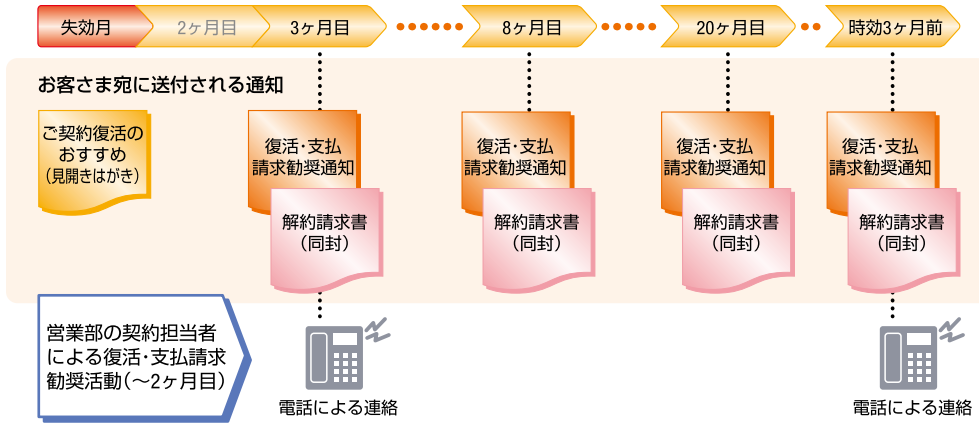 失効月
2ヶ月目
3ヶ月目
8ヶ月目
20ヶ月目
時効3ヶ月前
お客さま宛に送付される通知
ご契約復活の
おすすめ
（見開きはがき）
復活・支払
請求勧奨通知
解約請求書
（同封）
復活・支払
請求勧奨通知
解約請求書
（同封）
復活・支払
請求勧奨通知
解約請求書
（同封）
復活・支払
請求勧奨通知
解約請求書
（同封）
営業部の契約担当者
による復活・支払請求
勧奨活動（〜2ヶ月目）
電話による連絡
電話による連絡